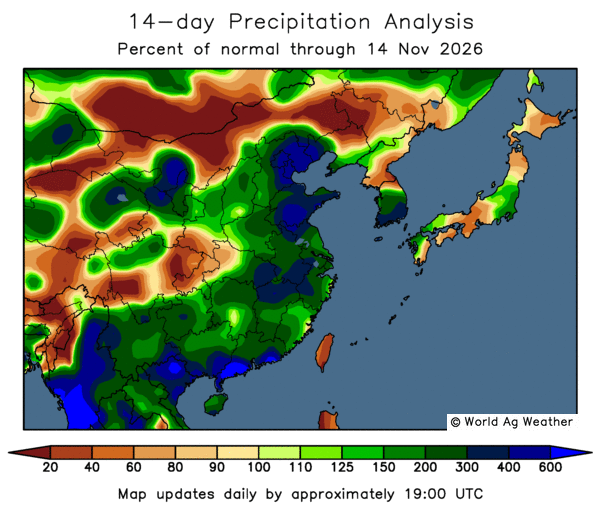 14-day Precipitation Analysis
Percent of normal through 14 Nov 2026
© World Ag Weather
20 40 60 80 90 100 110 125 150 200 300 400 600
Map updates daily by approximately 19:00 UTC